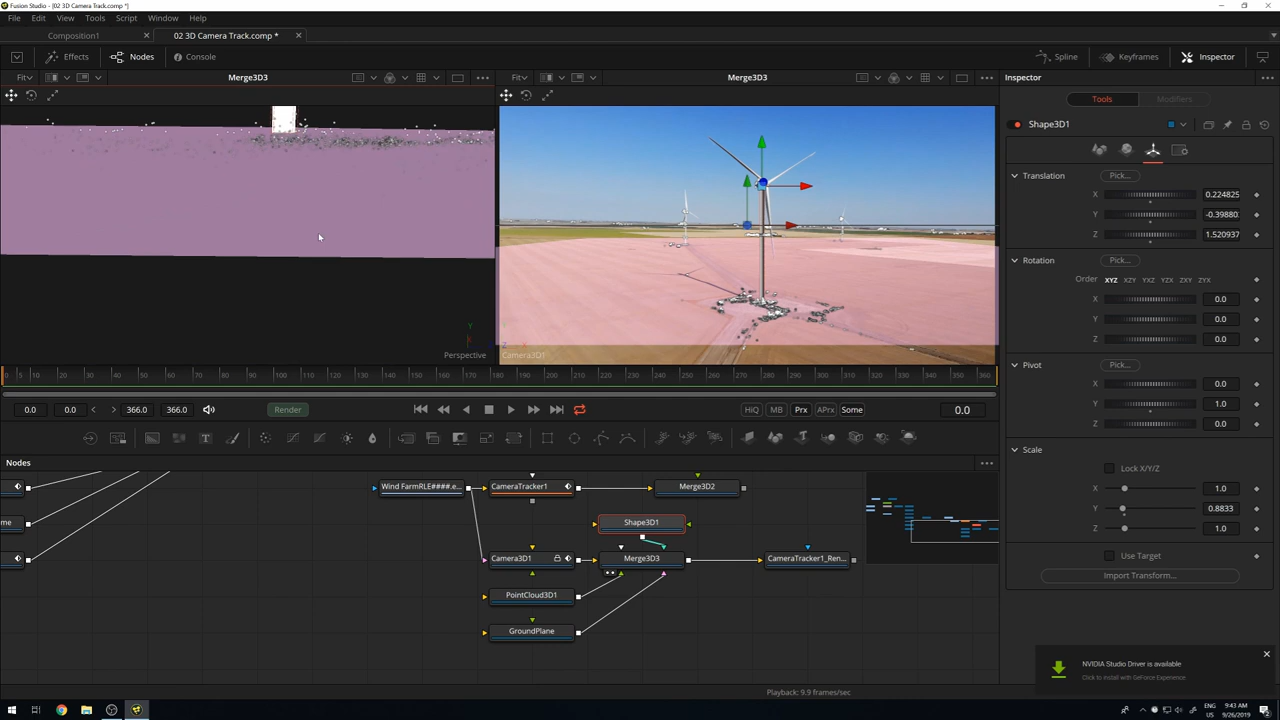 Fusion Studio - [02 3D Camera Track.comp *]
File Edit View Tools Script Window Help
Composition1 02 3D Camera Track.comp *
Effects Nodes Console Spline Keyframes Inspector
Fit Merge3D3 Fit Merge3D3 Inspector
Tools Modifiers
Shape3D1
Translation Pick...
X 0.224825
Y -0.39880
Z 1.520937
Rotation Pick...
Order XYZ XZY YXZ YZX ZXY ZYX
X 0.0
Y 0.0
Z 0.0
Perspective Camera3D1
Pivot Pick...
0 10 20 30 40 50 60 70 80 90 100 110 120 130 140 150 160 170 180 190 200 210 220 230 240 250 260 270 280 290 300 310 320 330 340 350 360
X 0.0
Y 1.0
Z 0.0
0.0 0.0 366.0 366.0 Render HiQ MB Prx APrx Some 0.0
Scale
Lock X/Y/Z
X 1.0
Y 0.8833
Z 1.0
Use Target
Import Transform...
Nodes
Wind FarmRLE####.e... CameraTracker1 Merge3D2
Shape3D1
Camera3D1 Merge3D3 CameraTracker1_Ren...
PointCloud3D1
GroundPlane
NVIDIA Studio Driver is available
Click to install with GeForce Experience.
Playback: 9.9 frames/sec
ENG
US
9:43 AM
9/26/2019